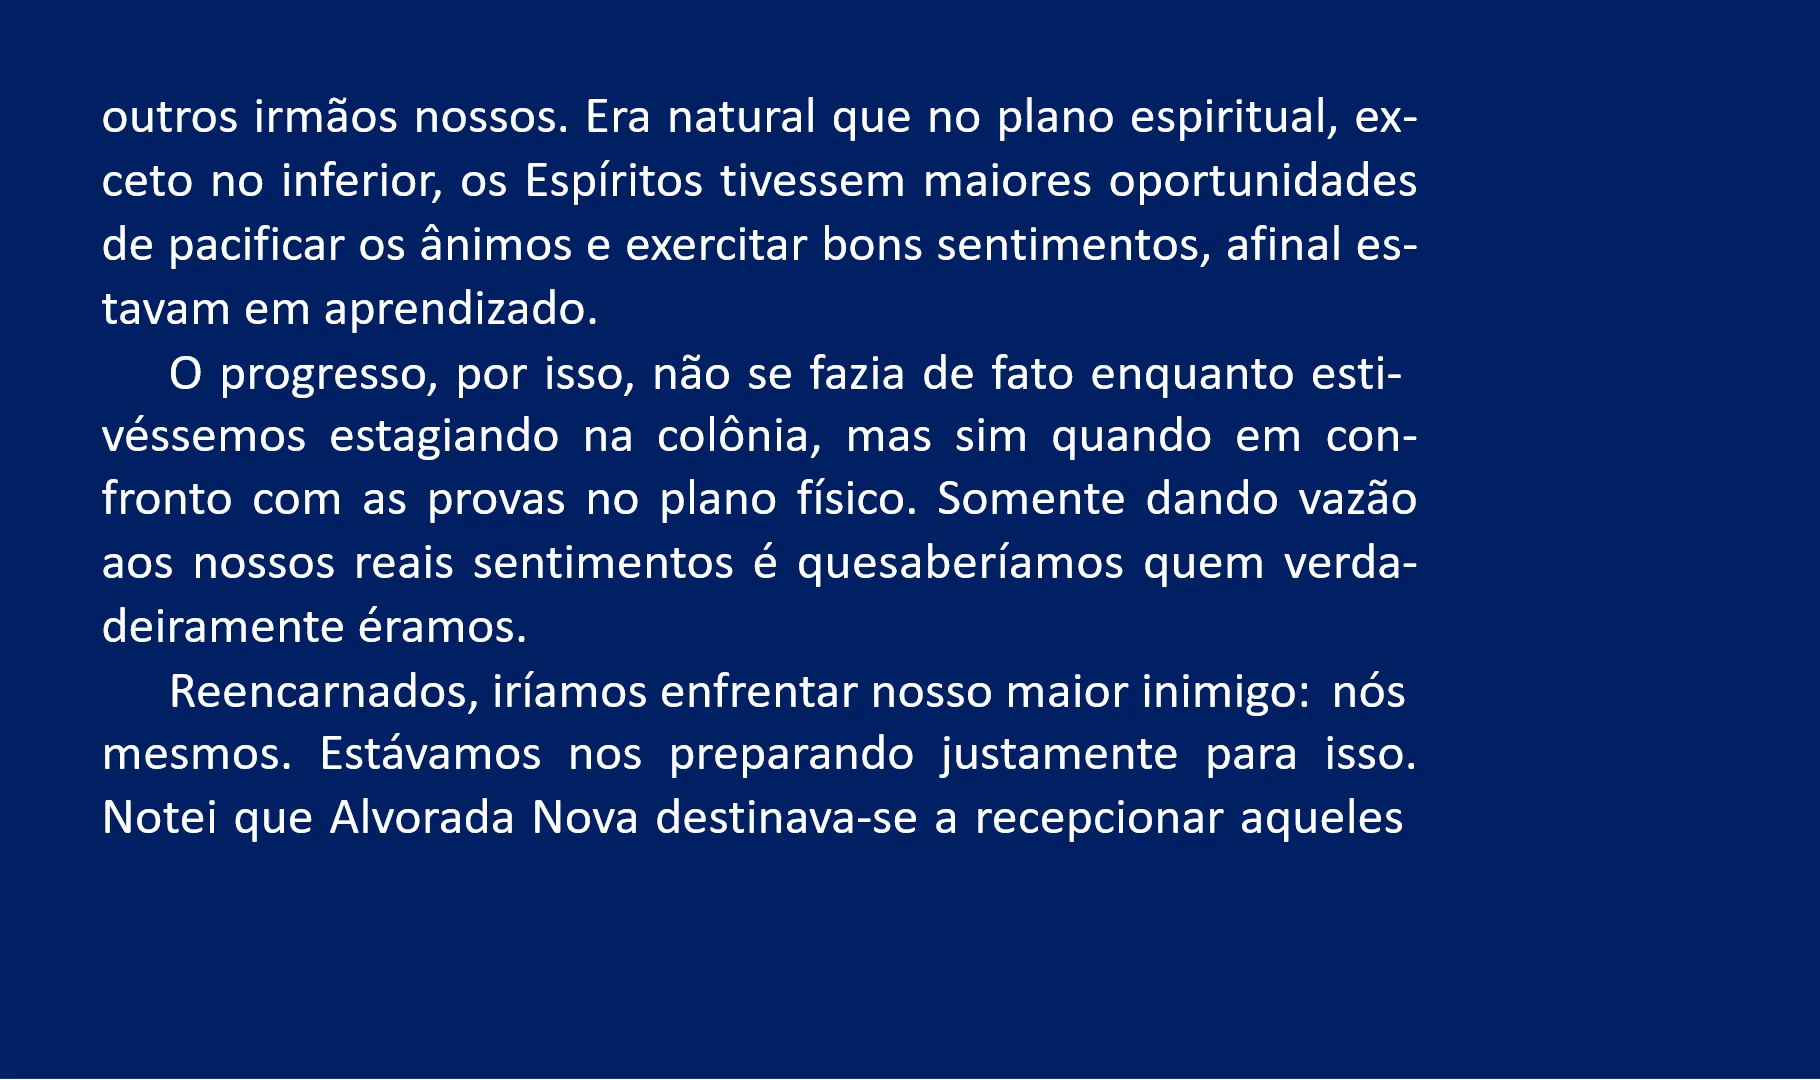 outros irmãos nossos. Era natural que no plano espiritual, ex-
ceto no inferior, os Espíritos tivessem maiores oportunidades
de pacificar os ânimos e exercitar bons sentimentos, afinal es-
tavam em aprendizado.
O progresso, por isso, não se fazia de fato enquanto esti-
véssemos estagiando na colônia, mas sim quando em con-
fronto com as provas no plano físico. Somente dando vazão
aos nossos reais sentimentos é quesaberíamos quem verda-
deiramente éramos.
Reencarnados, iríamos enfrentar nosso maior inimigo: nós
mesmos. Estávamos nos preparando justamente para isso.
Notei que Alvorada Nova destinava-se a recepcionar aqueles